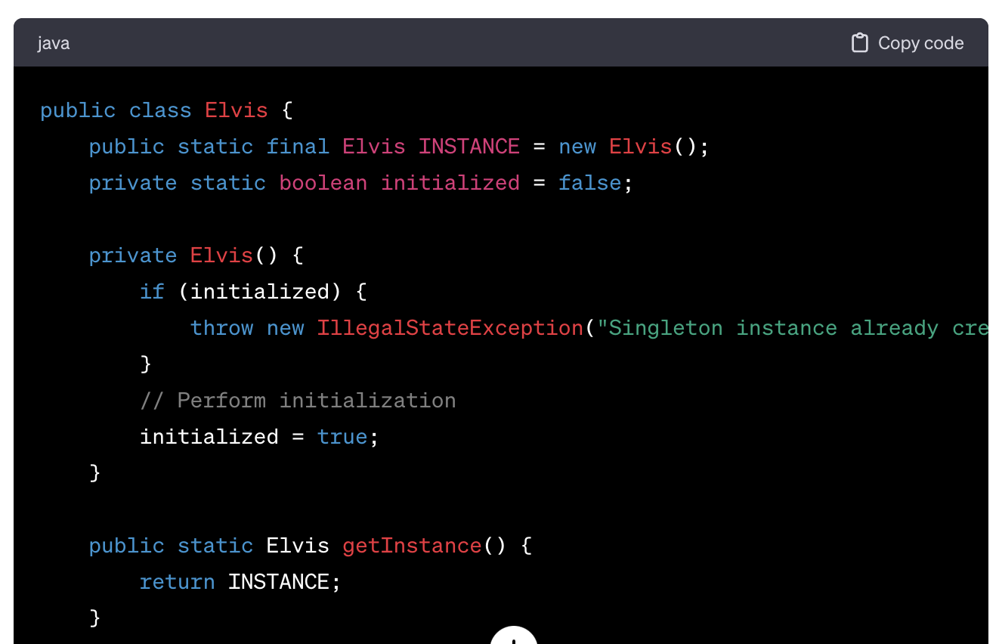 java
Copy code
public class Elvis {
public static final Elvis INSTANCE = new Elvis();
private static boolean initialized = false;
private Elvis() {
if (initialized) {
throw new IllegalStateException("Singleton instance already cre
}
// Perform initialization
initialized = true;
}
public static Elvis getInstance() {
return INSTANCE;
}